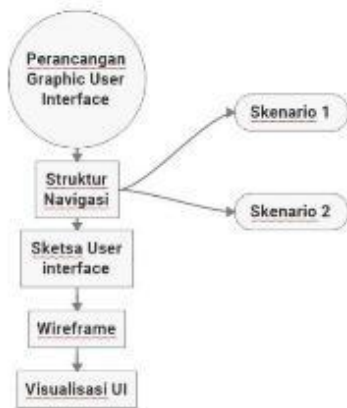 Perancangan
Graphic User
Interface
Skenario 1
Struktur
Navigasi
Skenario 2
Sketsa User
interface
Wireframe
Visualisasi UI